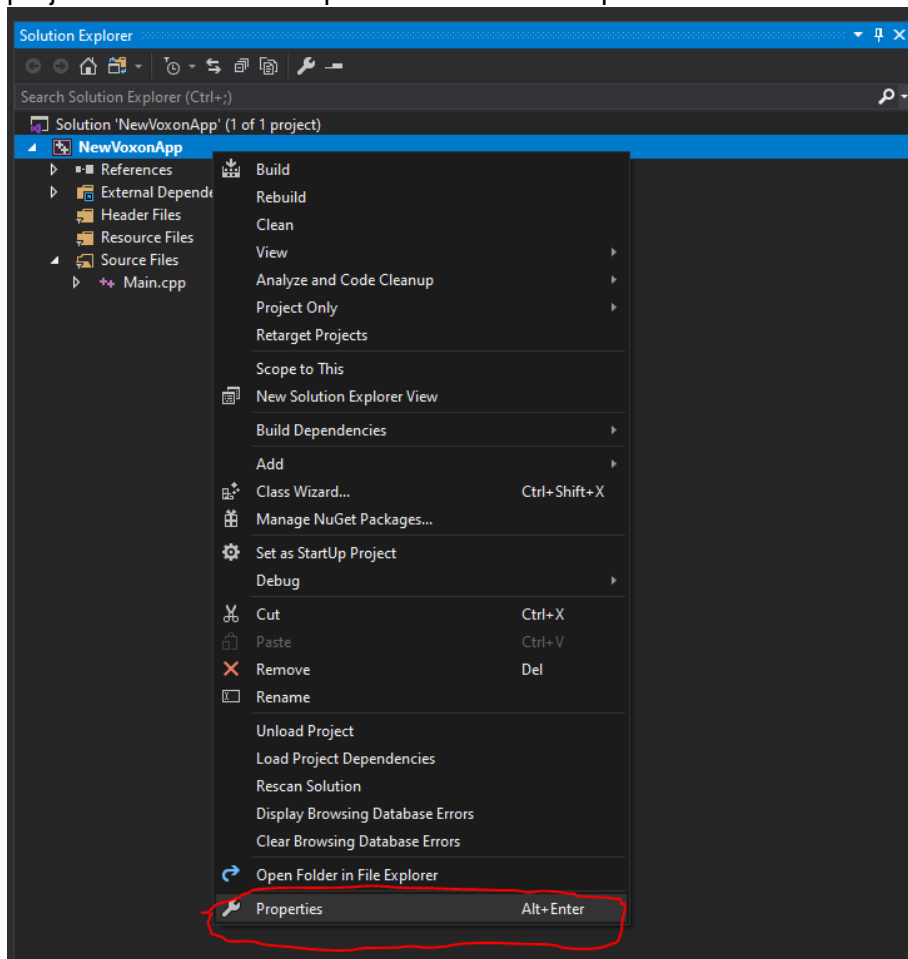 Solution Explorer
Search Solution Explorer (Ctrl+;)
Solution 'NewVoxonApp' (1 of 1 project)
NewVoxonApp
References
External Depende
Header Files
Resource Files
Source Files
Main.cpp
Build
Rebuild
Clean
View
Analyze and Code Cleanup
Project Only
Retarget Projects
Scope to This
New Solution Explorer View
Build Dependencies
Add
Class Wizard... Ctrl+Shift+X
Manage NuGet Packages...
Set as StartUp Project
Debug
Cut Ctrl+X
Paste Ctrl+V
Remove Del
Rename
Unload Project
Load Project Dependencies
Rescan Solution
Display Browsing Database Errors
Clear Browsing Database Errors
Open Folder in File Explorer
Properties Alt+Enter